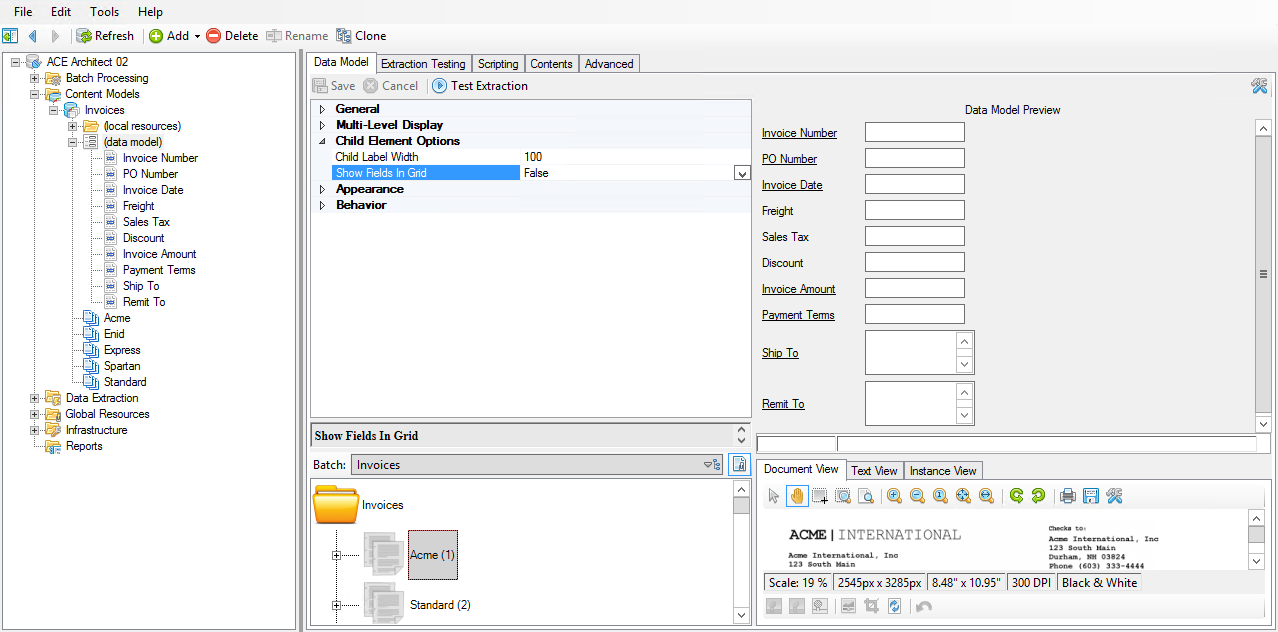 File Edit Tools Help
Refresh Add Delete Rename Clone
ACE Architect 02
Batch Processing
Content Models
Invoices
(local resources)
(data model)
Invoice Number
PO Number
Invoice Date
Freight
Sales Tax
Discount
Invoice Amount
Payment Terms
Ship To
Remit To
Acme
Enid
Express
Spartan
Standard
Data Extraction
Global Resources
Infrastructure
Reports
Data Model Extraction Testing Scripting Contents Advanced
Save Cancel Test Extraction
General
Multi-Level Display
Child Element Options
Child Label Width 100
Show Fields In Grid False
Appearance
Behavior
Show Fields In Grid
Batch: Invoices
Invoices
Acme (1)
Standard (2)
Data Model Preview
Invoice Number
PO Number
Invoice Date
Freight
Sales Tax
Discount
Invoice Amount
Payment Terms
Ship To
Remit To
Document View Text View Instance View
ACME | INTERNATIONAL
Acme International, Inc
123 South Main
Checks to:
Acme International, Inc
123 South Main
Durham, NH 03824
Phone (603) 333-4444
Scale: 19 % 2545px x 3285px 8.48" x 10.95" 300 DPI Black & White